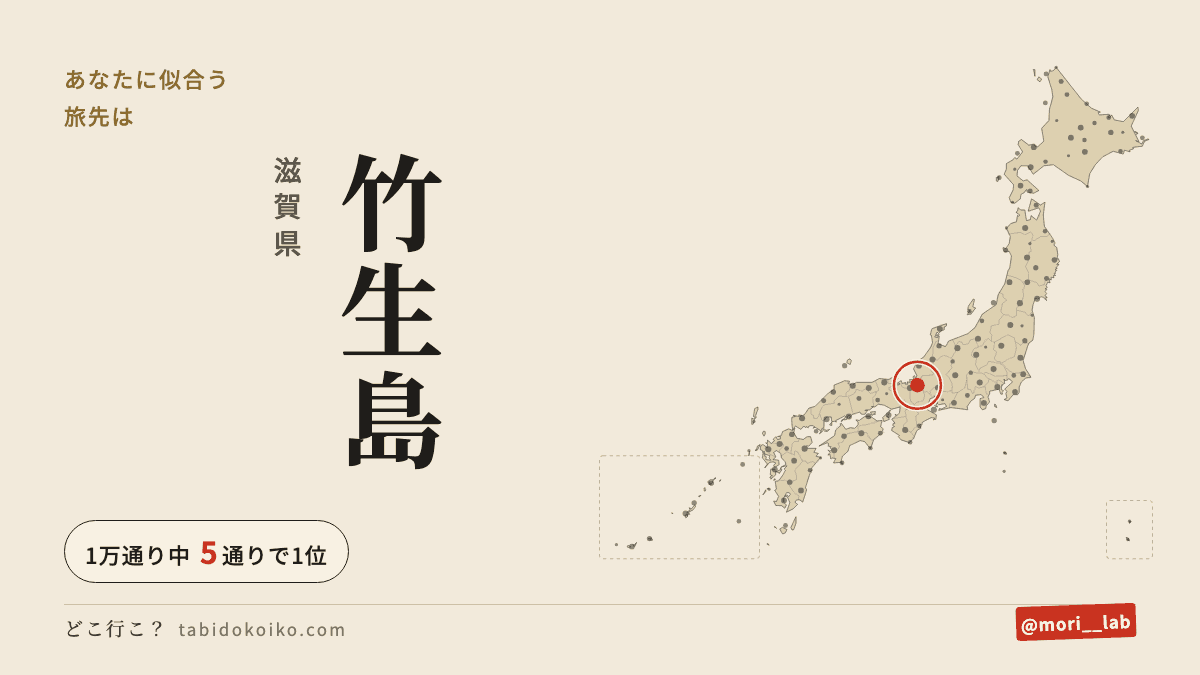 あなたに似合う
旅先は
竹生島
滋賀県
1万通り中 5通りで1位
どこ行こ？ tabidokoiko.com
@mori__lab